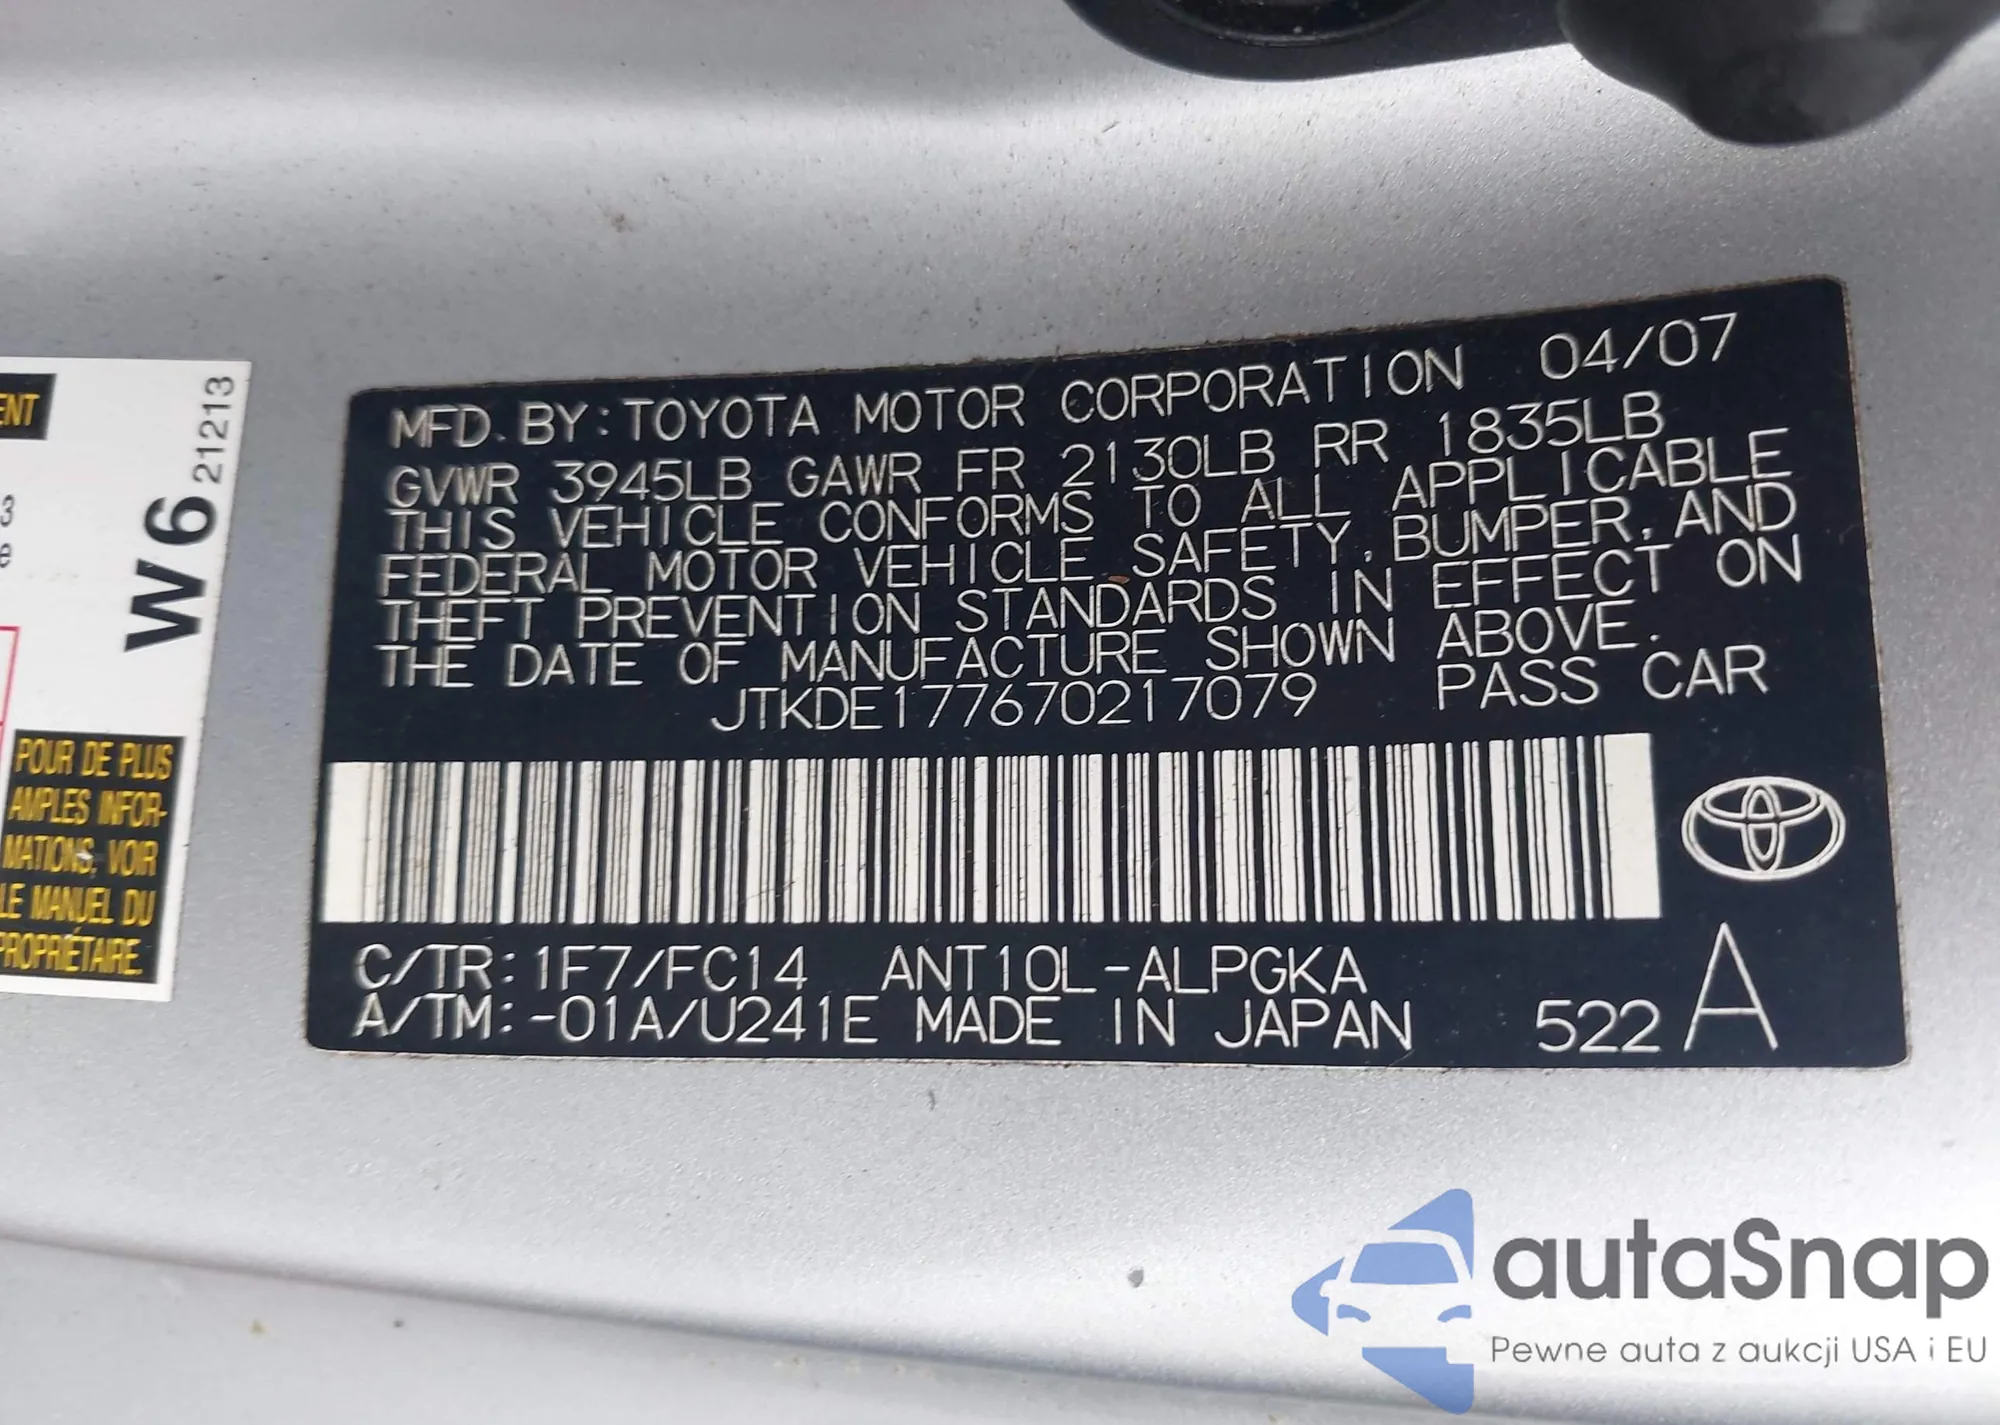 MFD. BY: TOYOTA MOTOR CORPORATION 04/07
GVWR 3945LB GAWR FR 2130LB RR 1835LB
THIS VEHICLE CONFORMS TO ALL APPLICABLE
FEDERAL MOTOR VEHICLE SAFETY, BUMPER, AND
THEFT PREVENTION STANDARDS IN EFFECT ON
THE DATE OF MANUFACTURE SHOWN ABOVE.
JTKDE177670217079 PASS CAR
C/TR: 1F7/FC14 ANT10L-ALPGKA
A/TM: -01A/U241E MADE IN JAPAN 522 A
W6 21213
POUR DE PLUS
AMPLES INFOR-
MATIONS, VOIR
LE MANUEL DU
PROPRIÉTAIRE.
autaSnap
Pewne auta z aukcji USA i EU